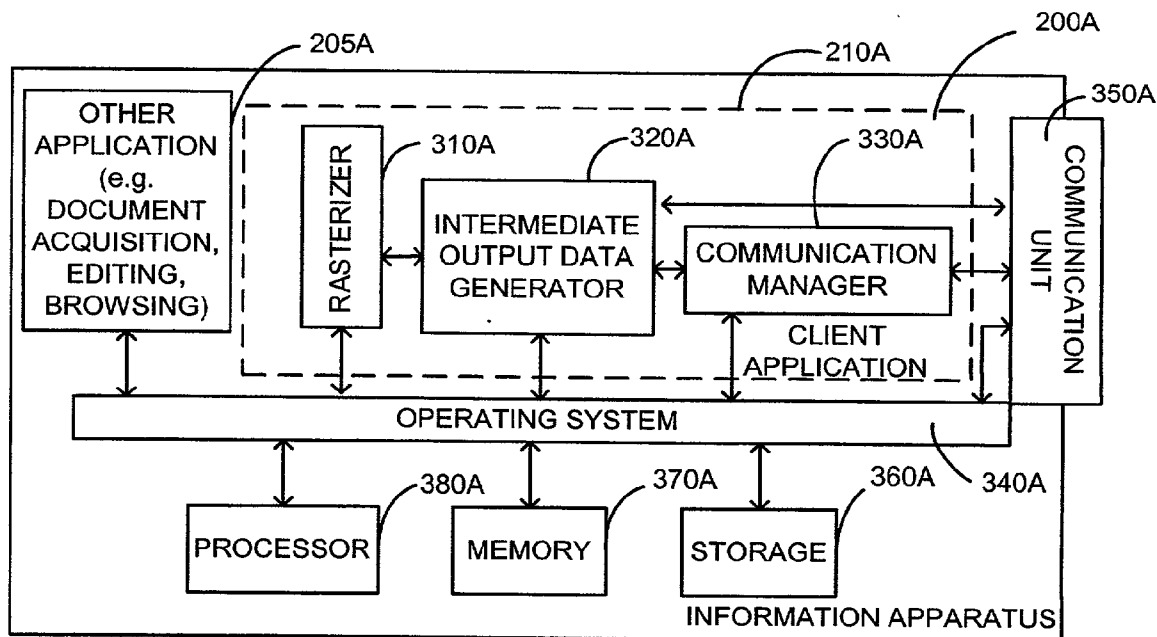 205A
210A
200A
350A
OTHER
APPLICATION
(e.g.
DOCUMENT
ACQUISITION,
EDITING,
BROWSING)
RASTERIZER
310A
320A
INTERMEDIATE
OUTPUT DATA
GENERATOR
330A
COMMUNICATION
MANAGER
CLIENT
APPLICATION
COMMUNICATION
UNIT
OPERATING SYSTEM
340A
380A
PROCESSOR
370A
MEMORY
360A
STORAGE
INFORMATION APPARATUS